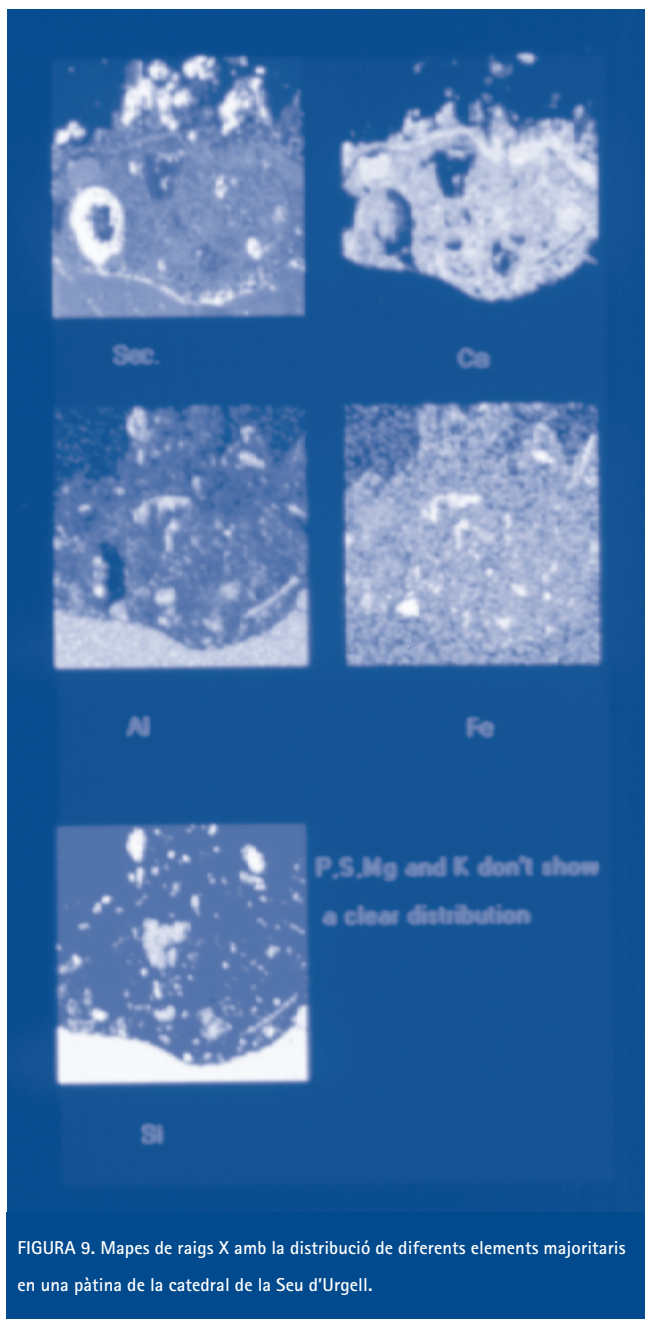 Sec.
Ca
Al
Fe
P,S,Mg and K don't show
a clear distribution
Si
FIGURA 9. Mapes de raigs X amb la distribució de diferents elements majoritaris
en una pàtina de la catedral de la Seu d'Urgell.